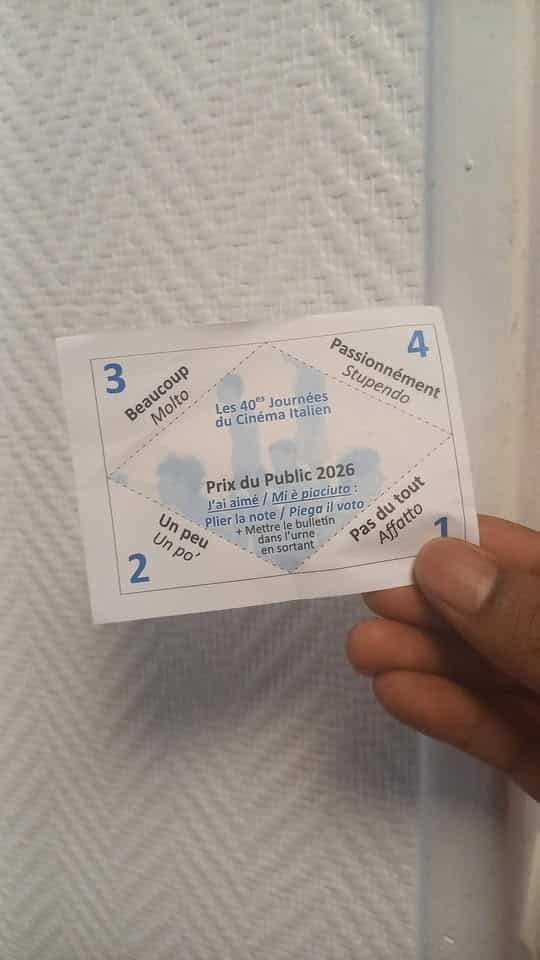 3
Beaucoup
Molto
4
Passionnément
Stupendo
Les 40es Journées
du Cinéma Italien
Prix du Public 2026
J'ai aimé / Mi è piaciuto :
Plier la note / Piega il voto
+ Mettre le bulletin
dans l'urne
en sortant
Un peu
Un po'
2
Pas du tout
Affatto
1